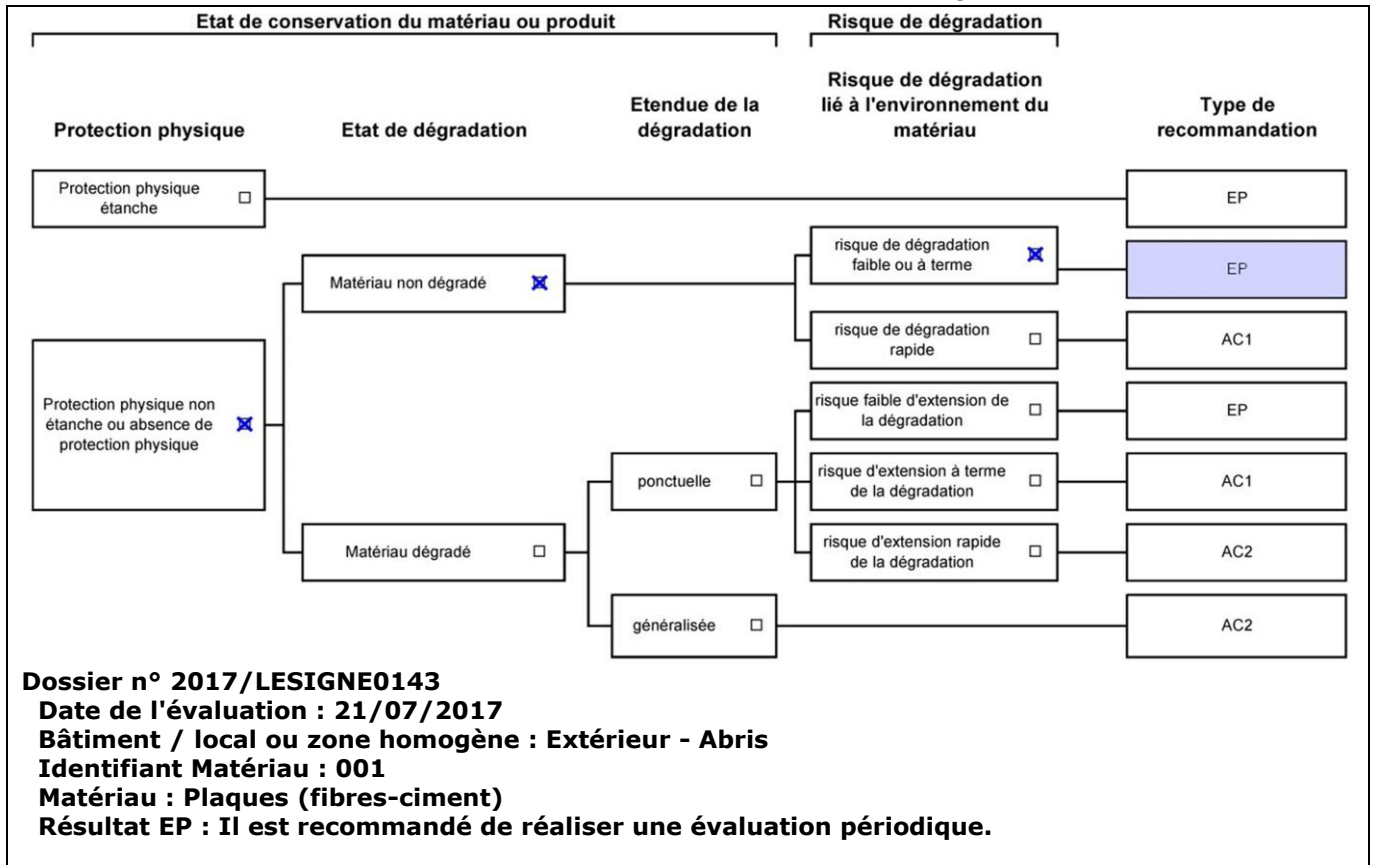 Etat de conservation du matériau ou produit
Risque de dégradation
Protection physique
Etat de dégradation
Etendue de la
dégradation
Risque de dégradation
lié à l'environnement du
matériau
Type de
recommandation
Protection physique
étanche
EP
risque de dégradation
faible ou à terme
EP
Matériau non dégradé
risque de dégradation
rapide
AC1
Protection physique non
étanche ou absence de
protection physique
risque faible d'extension de
la dégradation
EP
ponctuelle
risque d'extension à terme
de la dégradation
AC1
Matériau dégradé
risque d'extension rapide
de la dégradation
AC2
généralisée
AC2
Dossier n° 2017/LESIGNE0143
Date de l'évaluation : 21/07/2017
Bâtiment / local ou zone homogène : Extérieur - Abris
Identifiant Matériau : 001
Matériau : Plaques (fibres-ciment)
Résultat EP : Il est recommandé de réaliser une évaluation périodique.